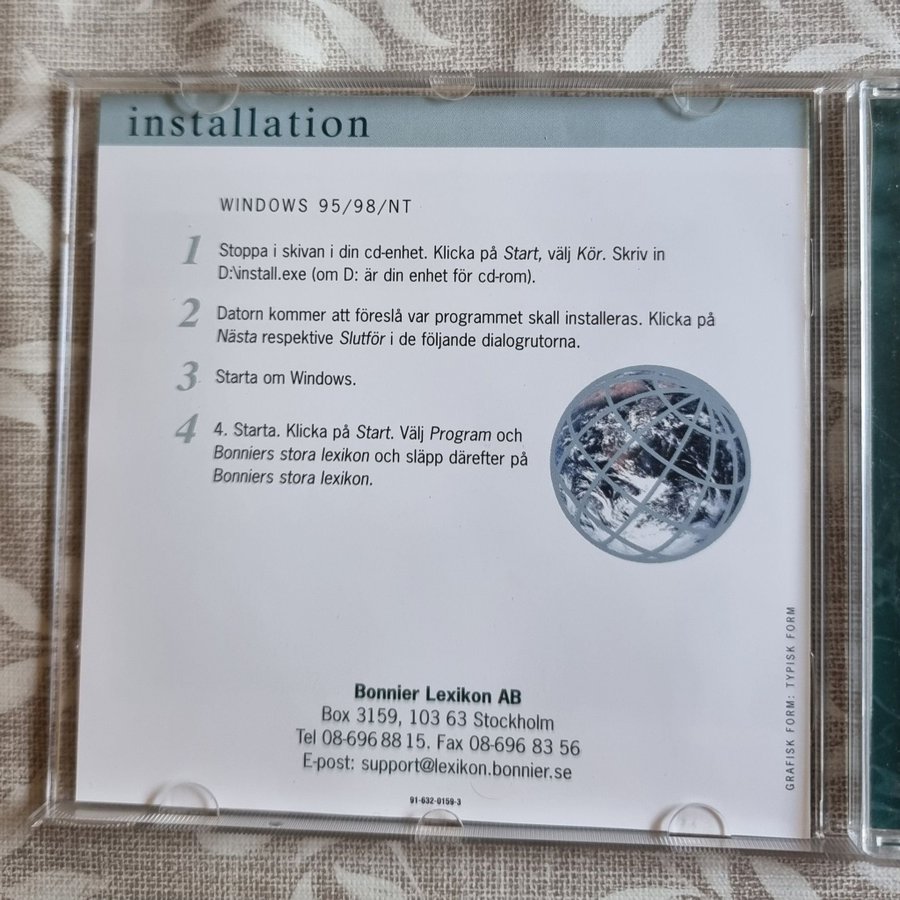 installation
WINDOWS 95/98/NT
1 Stoppa i skivan i din cd-enhet. Klicka på Start, välj Kör. Skriv in
D:\install.exe (om D: är din enhet för cd-rom).
2 Datorn kommer att föreslå var programmet skall installeras. Klicka på
Nästa respektive Slutför i de följande dialogrutorna.
3 Starta om Windows.
4 4. Starta. Klicka på Start. Välj Program och
Bonniers stora lexikon och släpp därefter på
Bonniers stora lexikon.
GRAFISK FORM: TYPISK FORM
Bonnier Lexikon AB
Box 3159, 103 63 Stockholm
Tel 08-696 88 15. Fax 08-696 83 56
E-post: support@lexikon.bonnier.se
91-632-0159-3